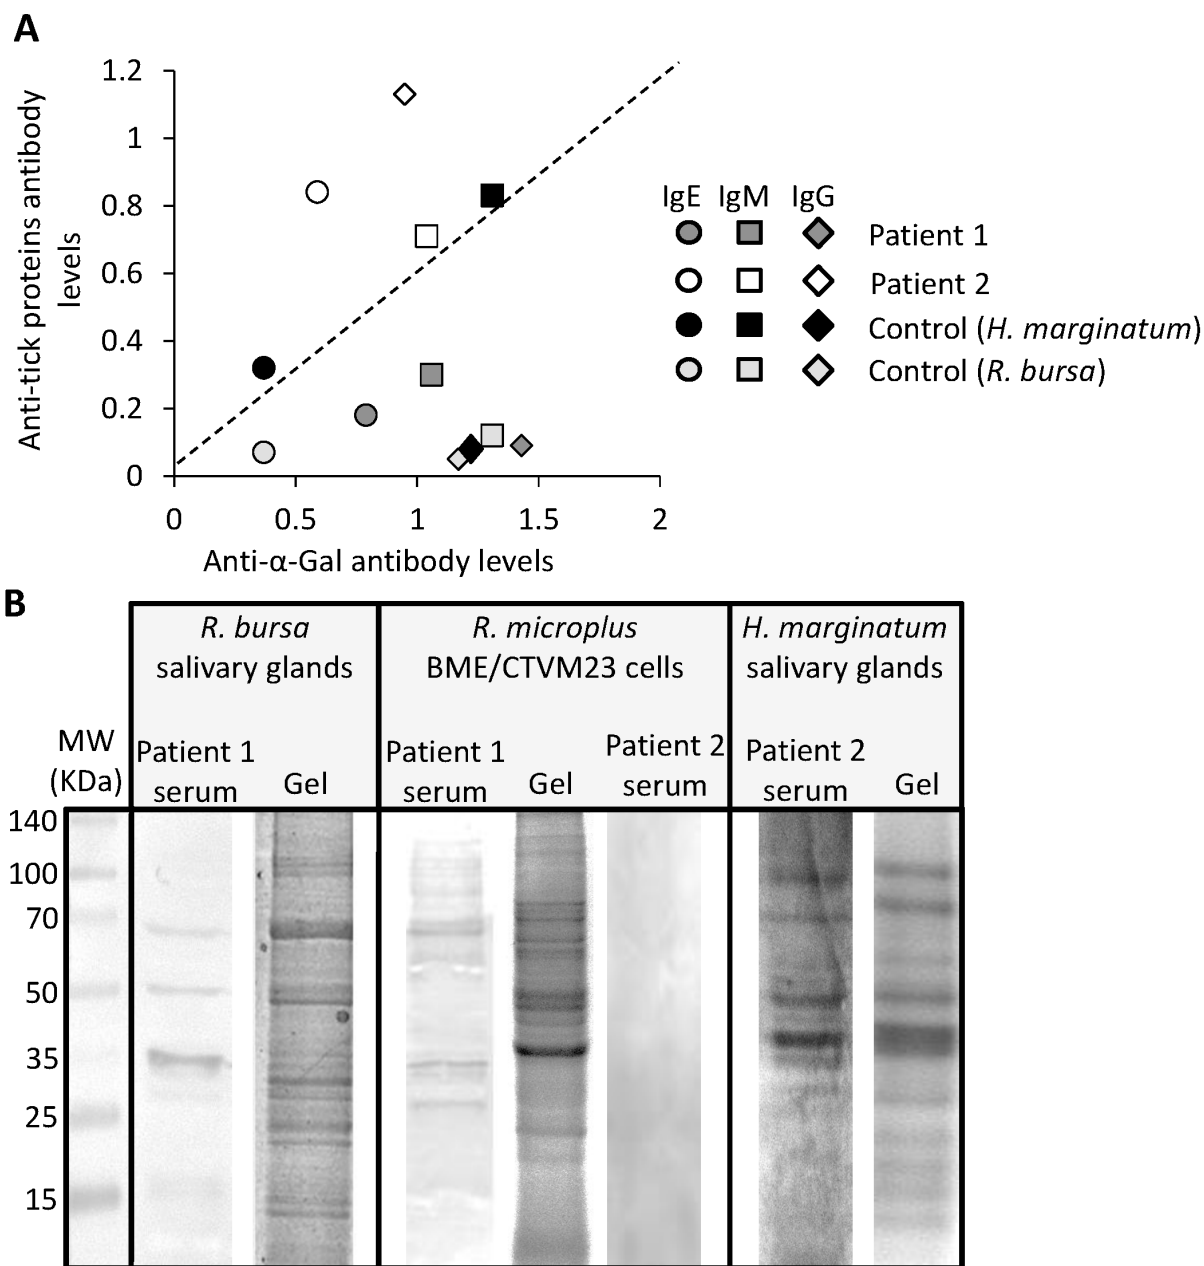 A
1.2
1
0.8
0.6
0.4
0.2
0
0 0.5 1 1.5 2
Anti-tick proteins antibody
levels
Anti-α-Gal antibody levels
IgE IgM IgG
Patient 1
Patient 2
Control (H. marginatum)
Control (R. bursa)
B
R. bursa
salivary glands
R. microplus
BME/CTVM23 cells
H. marginatum
salivary glands
MW
(KDa)
Patient 1
serum
Gel
Patient 1
serum
Gel
Patient 2
serum
Patient 2
serum
Gel
140
100
70
50
35
25
15